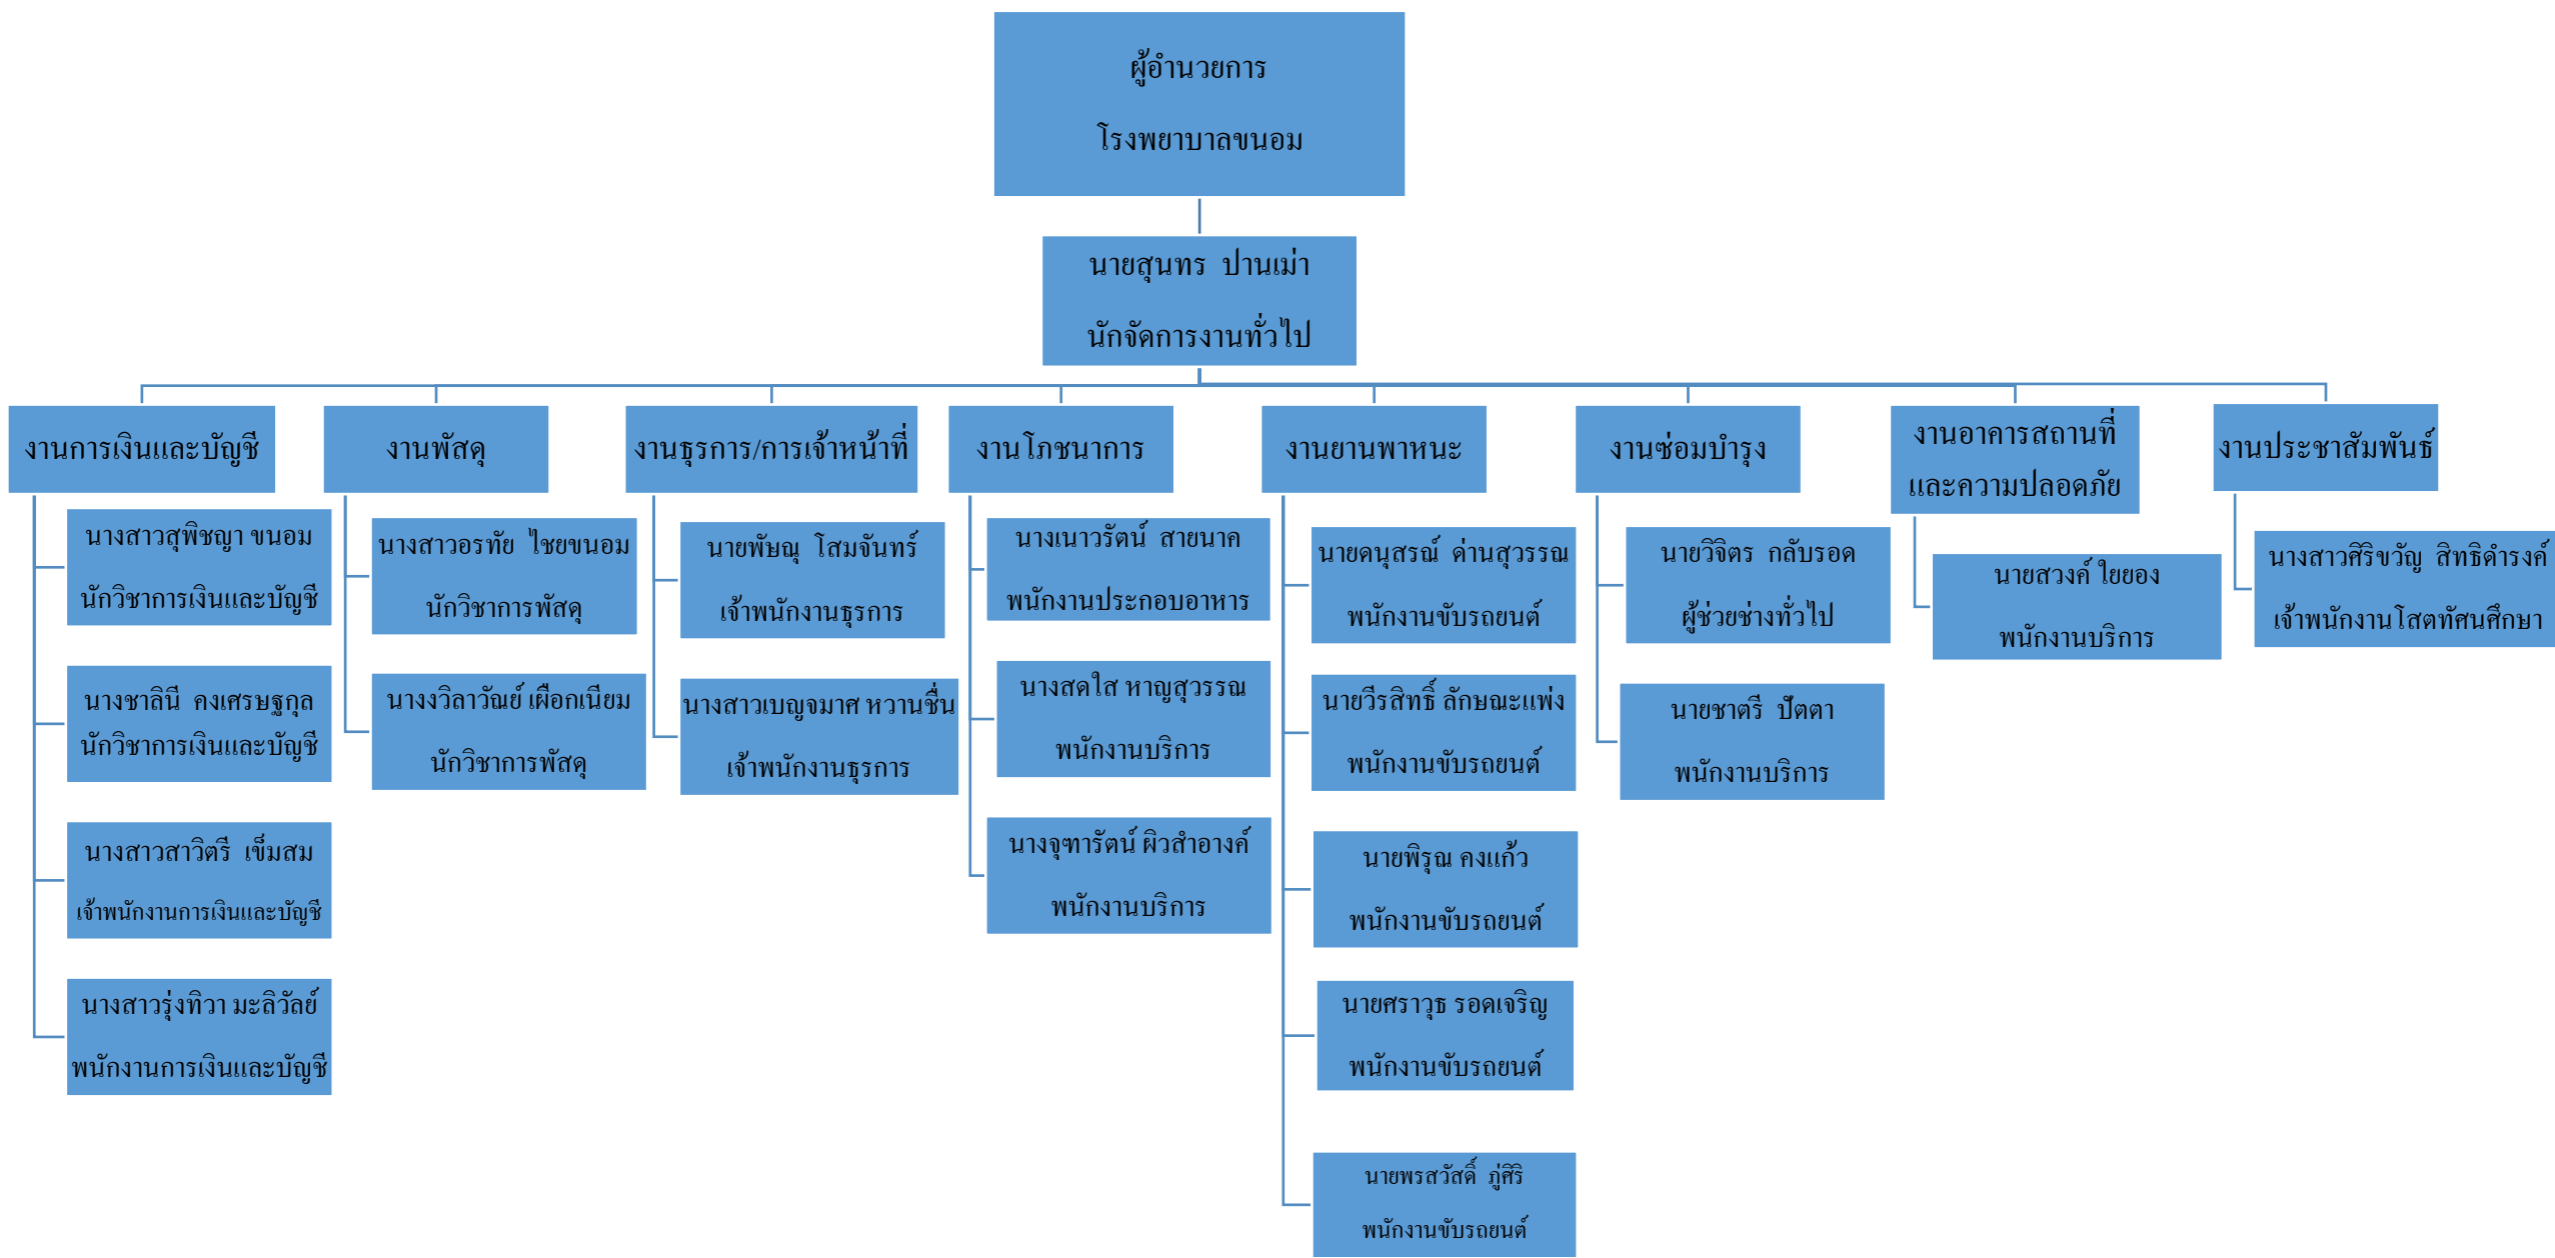 ผู้อำนวยการ
โรงพยาบาลขนอม
นายสุนทร ปานเม่า
นักจัดการงานทั่วไป
งานการเงินและบัญชี
นางสาวสุพิชญา ขนอม
นักวิชาการเงินและบัญชี
นางชาลินี คงเศรษฐกุล
นักวิชาการเงินและบัญชี
นางสาวสาวิตรี เข็มสม
เจ้าพนักงานการเงินและบัญชี
นางสาวรุ่งทิวา มะลิวัลย์
พนักงานการเงินและบัญชี
งานพัสดุ
นางสาวอรทัย ไชยขนอม
นักวิชาการพัสดุ
นางงวิลาวัณย์ เผือกเนียม
นักวิชาการพัสดุ
งานธุรการ/การเจ้าหน้าที่
นายพัษณุ โสมจันทร์
เจ้าพนักงานธุรการ
นางสาวเบญจมาศ หวานชื่น
เจ้าพนักงานธุรการ
งานโภชนาการ
นางเนาวรัตน์ สายนาค
พนักงานประกอบอาหาร
นางสดใส หาญสุวรรณ
พนักงานบริการ
นางจุฑารัตน์ ผิวสำอางค์
พนักงานบริการ
งานยานพาหนะ
นายดนุสรณ์ ด่านสุวรรณ
พนักงานขับรถยนต์
นายวีรสิทธิ์ ลักษณะแพ่ง
พนักงานขับรถยนต์
นายพิรุณ คงแก้ว
พนักงานขับรถยนต์
นายศราวุธ รอดเจริญ
พนักงานขับรถยนต์
นายพรสวัสดิ์ ภู่ศิริ
พนักงานขับรถยนต์
งานซ่อมบำรุง
นายวิจิตร กลับรอด
ผู้ช่วยช่างทั่วไป
นายชาตรี ปัตตา
พนักงานบริการ
งานอาคารสถานที่
และความปลอดภัย
นายสวงค์ ใยยอง
พนักงานบริการ
งานประชาสัมพันธ์
นางสาวศิริขวัญ สิทธิดำรงค์
เจ้าพนักงานโสตทัศนศึกษา